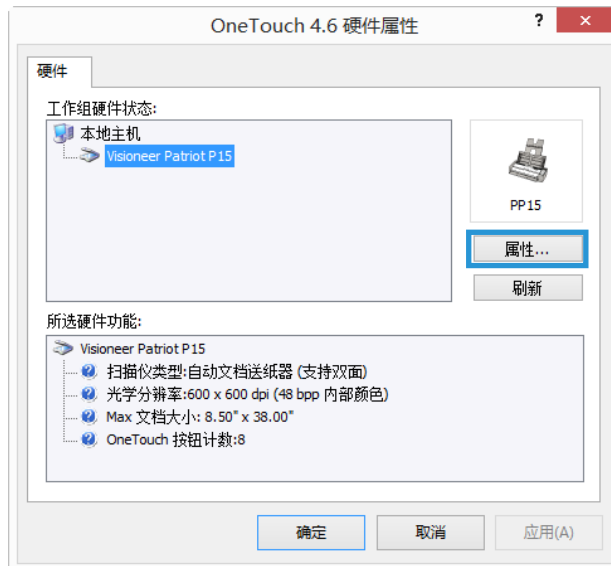 OneTouch 4.6 硬件属性
?
×
硬件
工作组硬件状态:
本地主机
Visioneer Patriot P15
PP15
属性...
刷新
所选硬件功能:
Visioneer Patriot P15
扫描仪类型:自动文档送纸器 (支持双面)
光学分辨率:600 x 600 dpi (48 bpp 内部颜色)
Max 文档大小: 8.50" x 38.00"
OneTouch 按钮计数:8
确定 取消 应用(A)